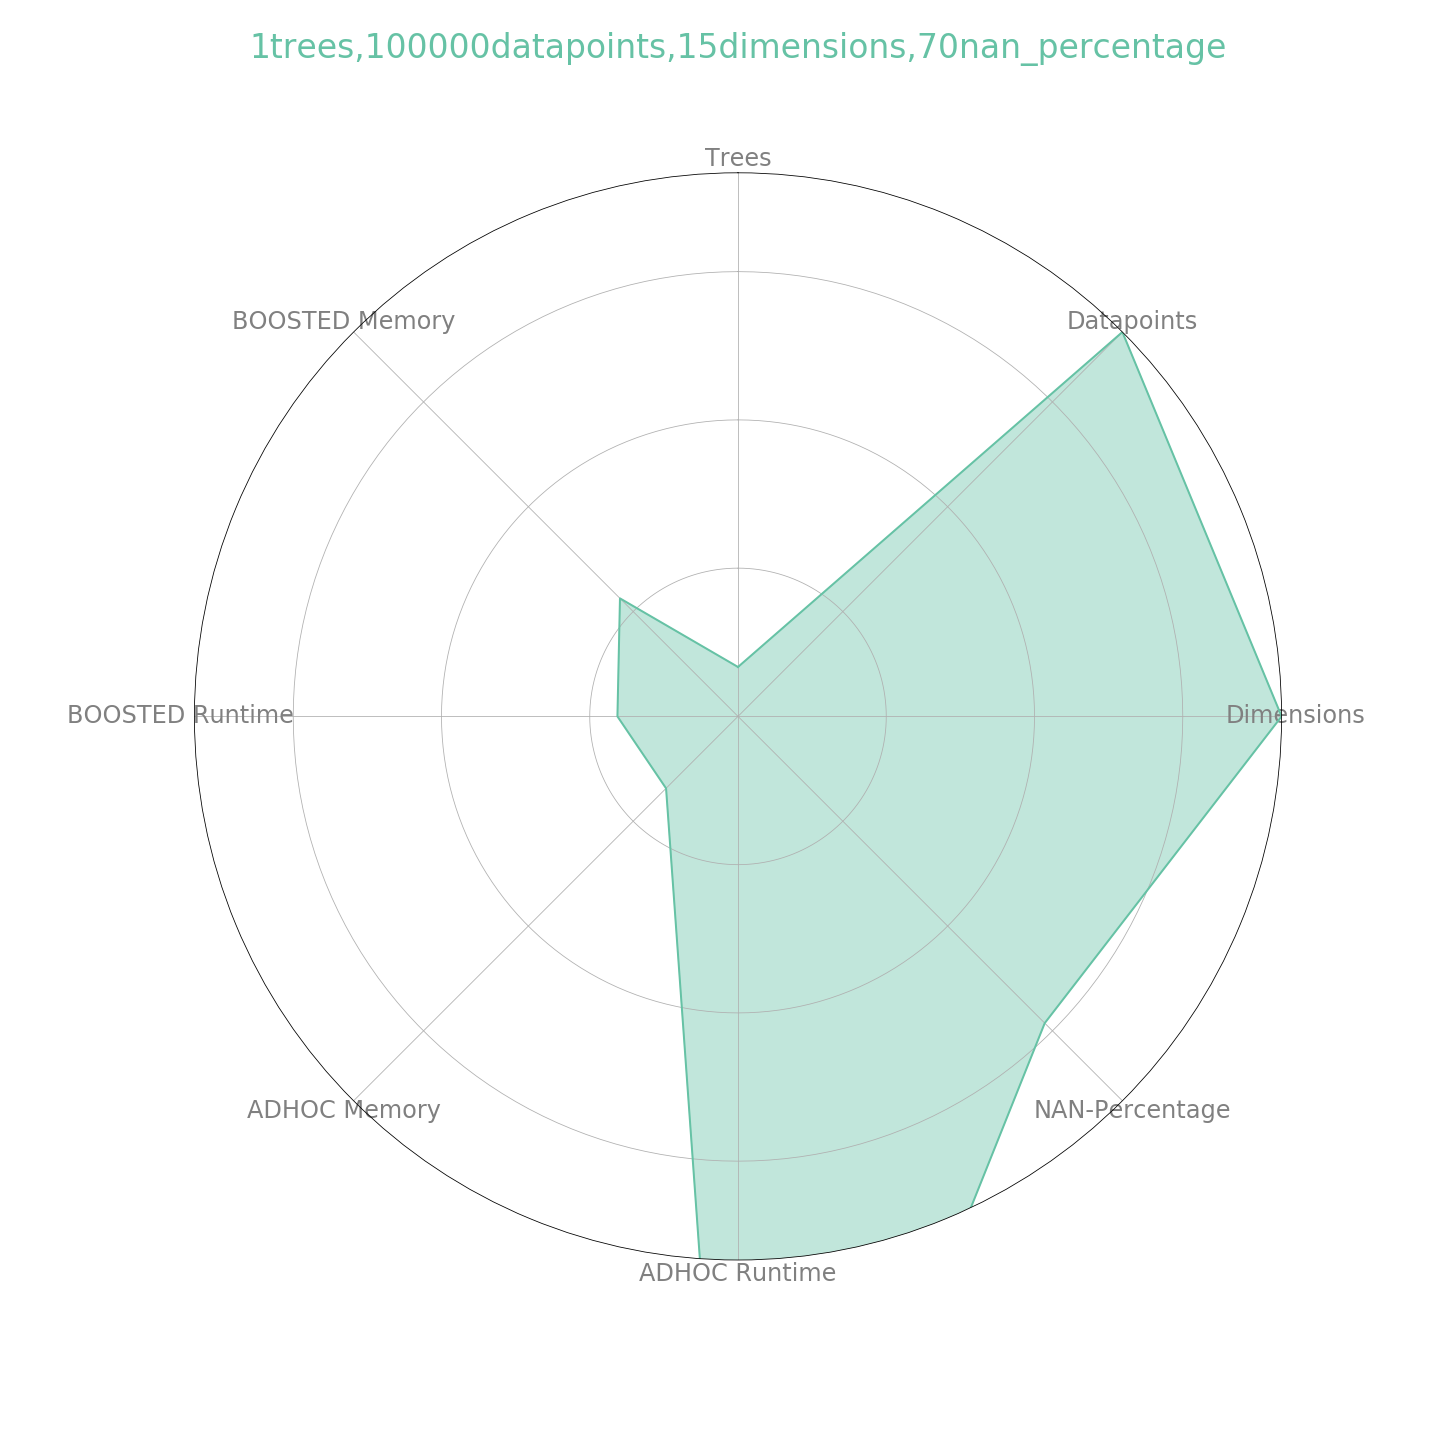 1trees,100000datapoints,15dimensions,70nan_percentage
Trees
BOOSTED Memory
Datapoints
BOOSTED Runtime
Dimensions
ADHOC Memory
NAN-Percentage
ADHOC Runtime